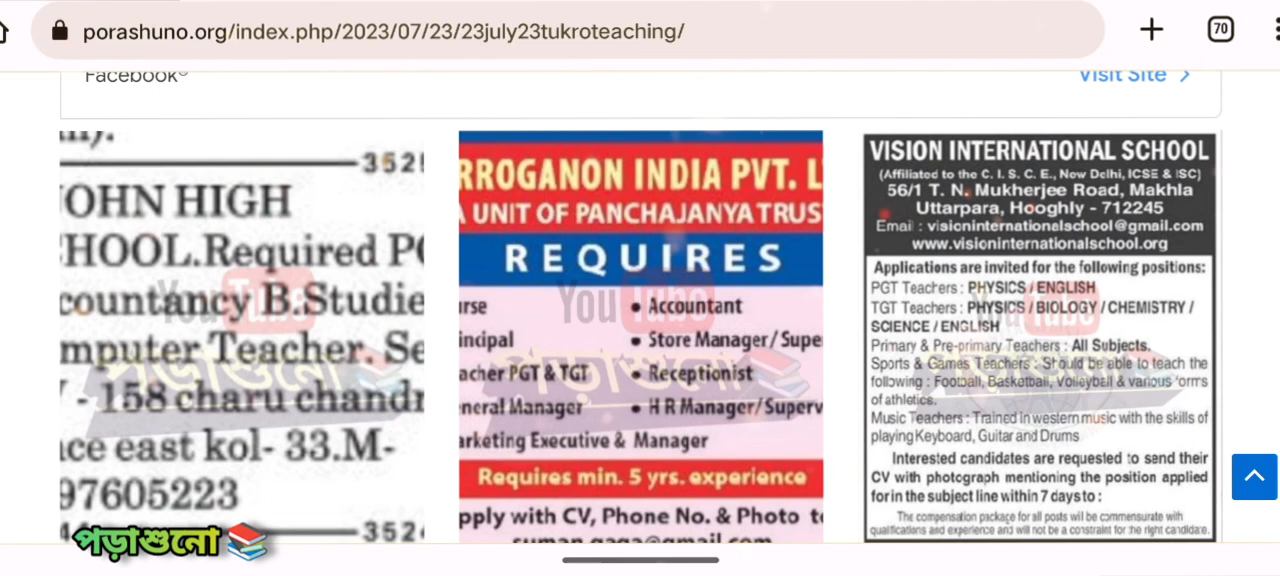 porashuno.org/index.php/2023/07/23/23july23tukroteaching/
70
Facebook
Visit Site
352
OHN HIGH
HOOL.Required P
countancy B.Studie
mputer Teacher. Se
- 158 charu chandr
ce east kol- 33.M-
97605223
352
পড়াশুনো
RROGANON INDIA PVT. L
A UNIT OF PANCHAJANYA TRUS
REQUIRES
rse
• Accountant
incipal
• Store Manager/Supe
acher PGT & TGT
• Receptionist
neral Manager
• H R Manager/Superv
arketing Executive & Manager
Requires min. 5 yrs. experience
pply with CV, Phone No. & Photo t
YouTube
পড়াশুনো
VISION INTERNATIONAL SCHOOL
(Affiliated to the C. I. S. C. E., New Delhi, ICSE & ISC)
56/1 T. N. Mukherjee Road, Makhla
Uttarpara, Hooghly - 712245
Email : visioninternationalschool@gmail.com
www.visioninternationalschool.org
Applications are invited for the following positions:
PGT Teachers : PHYSICS / ENGLISH
TGT Teachers : PHYSICS / BIOLOGY / CHEMISTRY /
SCIENCE / ENGLISH
Primary & Pre-primary Teachers : All Subjects.
Sports & Games Teachers : Should be able to teach the
following : Football, Basketball, Volleyball & various forms
of athletics.
Music Teachers : Trained in western music with the skills of
playing Keyboard, Guitar and Drums
Interested candidates are requested to send their
CV with photograph mentioning the position applied
for in the subject line within 7 days to :
The compensation package for all posts will be commensurate with
qualifications and experience and will not be a constraint for the right candidate.